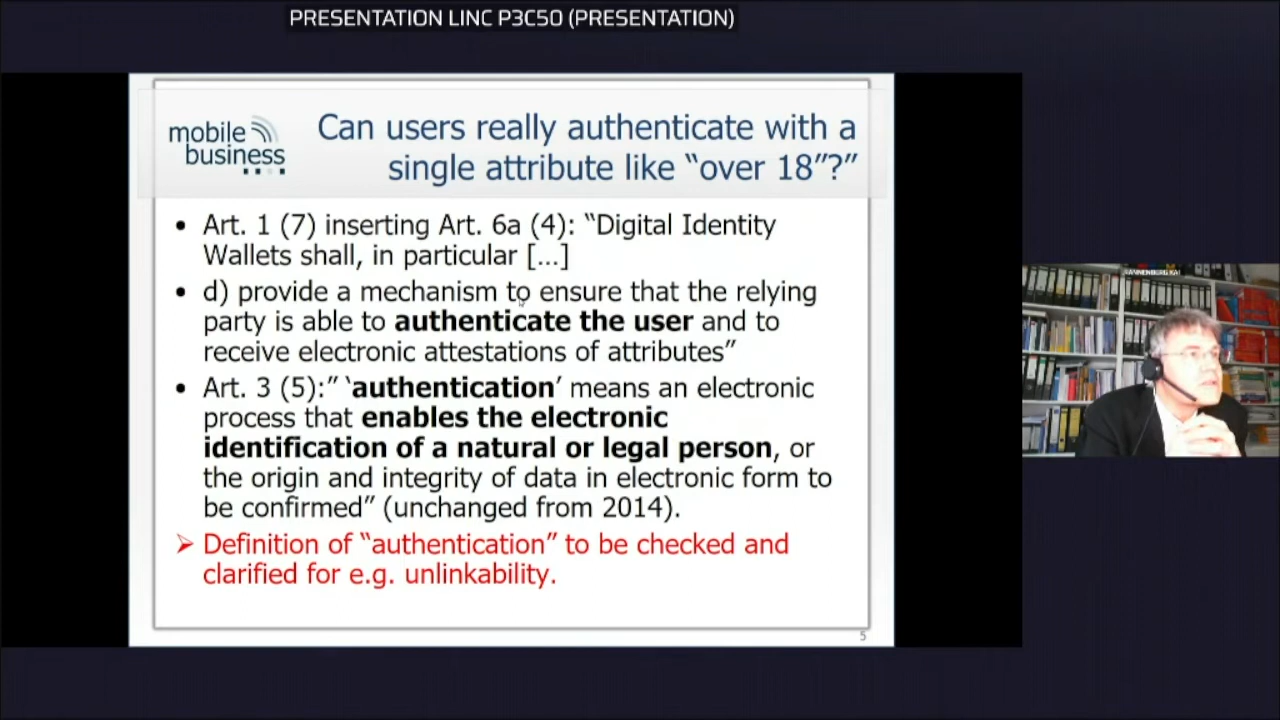 PRESENTATION LINC P3C50 (PRESENTATION)
mobile
business
Can users really authenticate with a
single attribute like “over 18”?”
• Art. 1 (7) inserting Art. 6a (4): “Digital Identity
Wallets shall, in particular [...]
• d) provide a mechanism to ensure that the relying
party is able to authenticate the user and to
receive electronic attestations of attributes”
• Art. 3 (5):” ‘authentication’ means an electronic
process that enables the electronic
identification of a natural or legal person, or
the origin and integrity of data in electronic form to
be confirmed” (unchanged from 2014).
➢ Definition of “authentication” to be checked and
clarified for e.g. unlinkability.
5